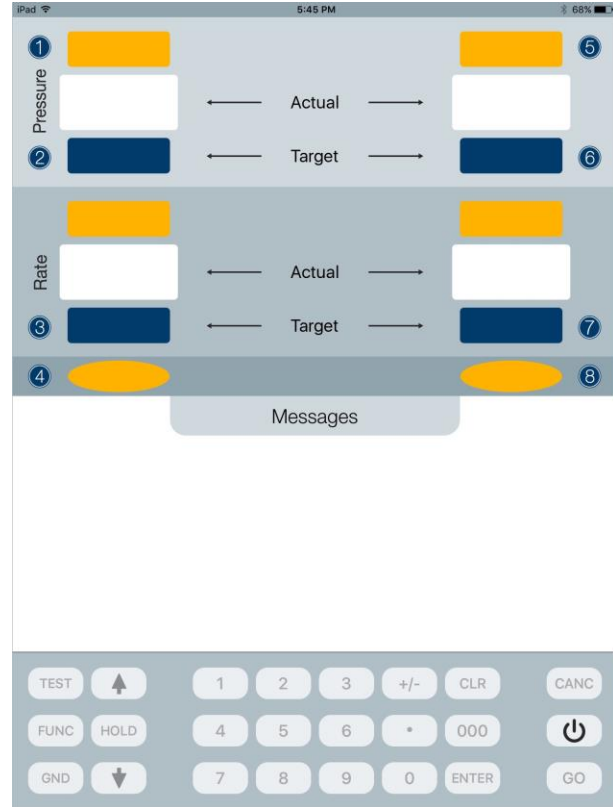 iPad 5:45 PM 68%
1 5
Pressure
Actual
2 Target 6
Rate
Actual
3 Target 7
4 8
Messages
TEST 1 2 3 +/- CLR CANC
FUNC HOLD 4 5 6 • 000
GND 7 8 9 0 ENTER GO